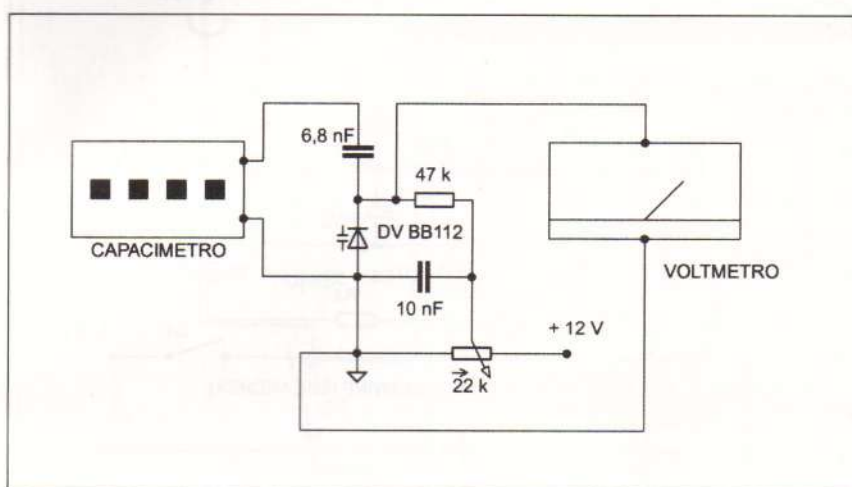 6,8 nF
47 k
CAPACIMETRO
DV BB112
VOLTMETRO
10 nF
+ 12 V
22 k